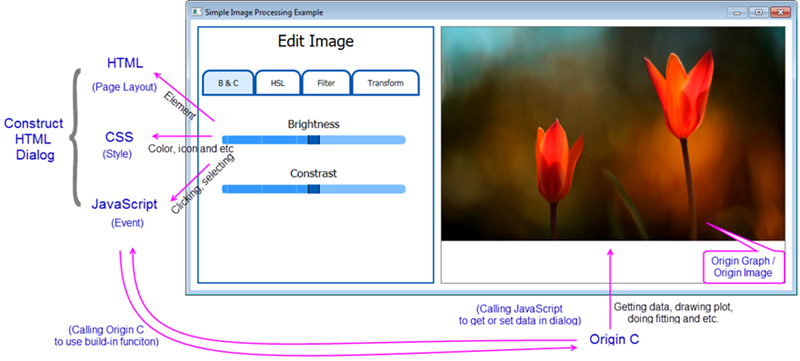 Simple Image Processing Example
Edit Image
B & C
HSL
Filter
Transform
Brightness
Constrast
Construct
HTML
Dialog
HTML
(Page Layout)
CSS
(Style)
JavaScript
(Event)
Element
Color, icon and etc
Clicking, selecting
Origin Graph /
Origin Image
(Calling Origin C
to use build-in funciton)
(Calling JavaScript
to get or set data in dialog)
Getting data, drawing plot,
doing fitting and etc.
Origin C